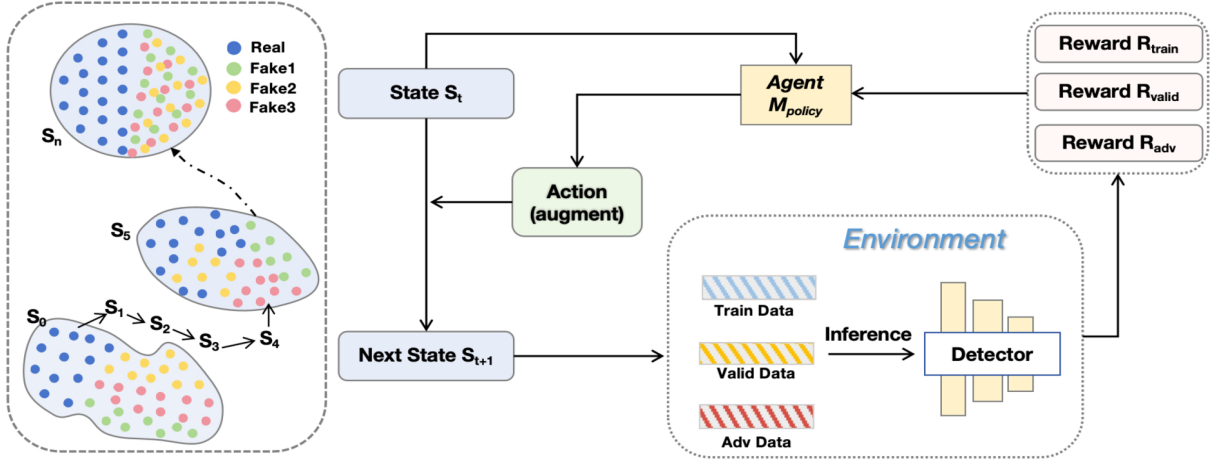 Real
Fake1
Fake2
Fake3
Sn
S5
S0
S1
S2
S3
S4
State St
Next State St+1
Action
(augment)
Agent
Mpolicy
Reward Rtrain
Reward Rvalid
Reward Radv
Environment
Train Data
Valid Data
Adv Data
Inference
Detector